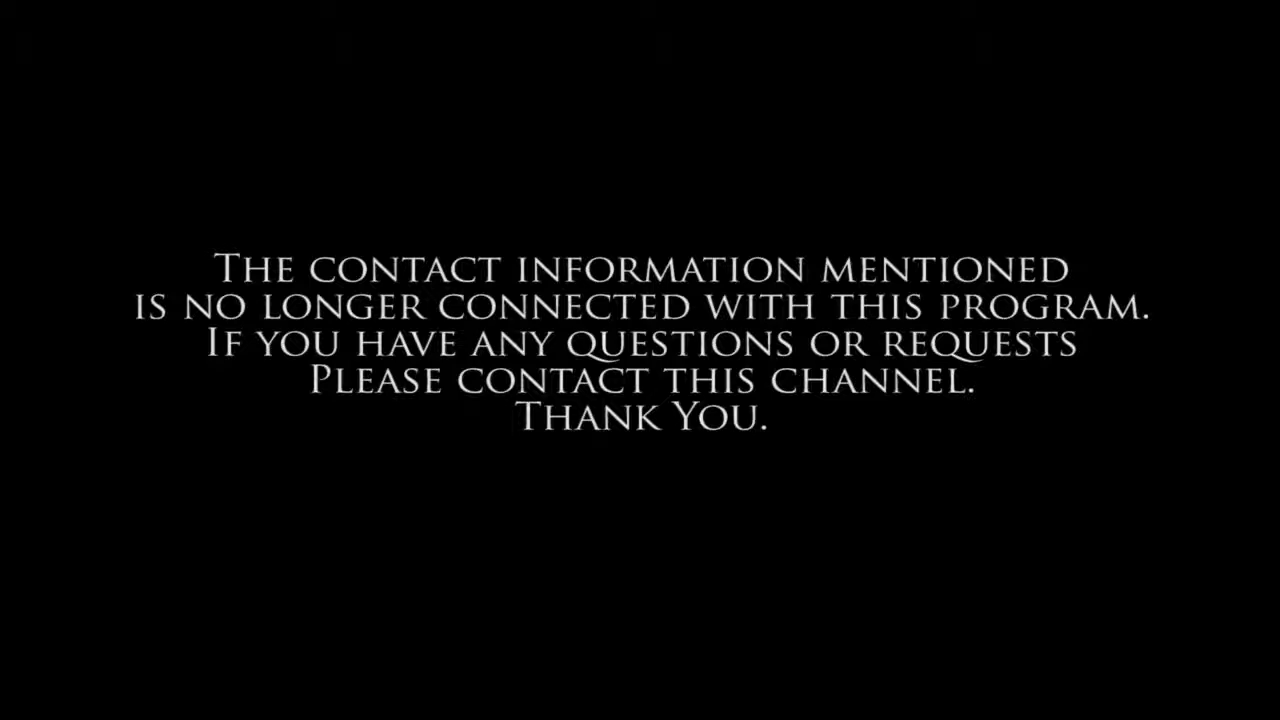 The contact information mentioned
is no longer connected with this program.
If you have any questions or requests
Please contact this channel.
Thank You.